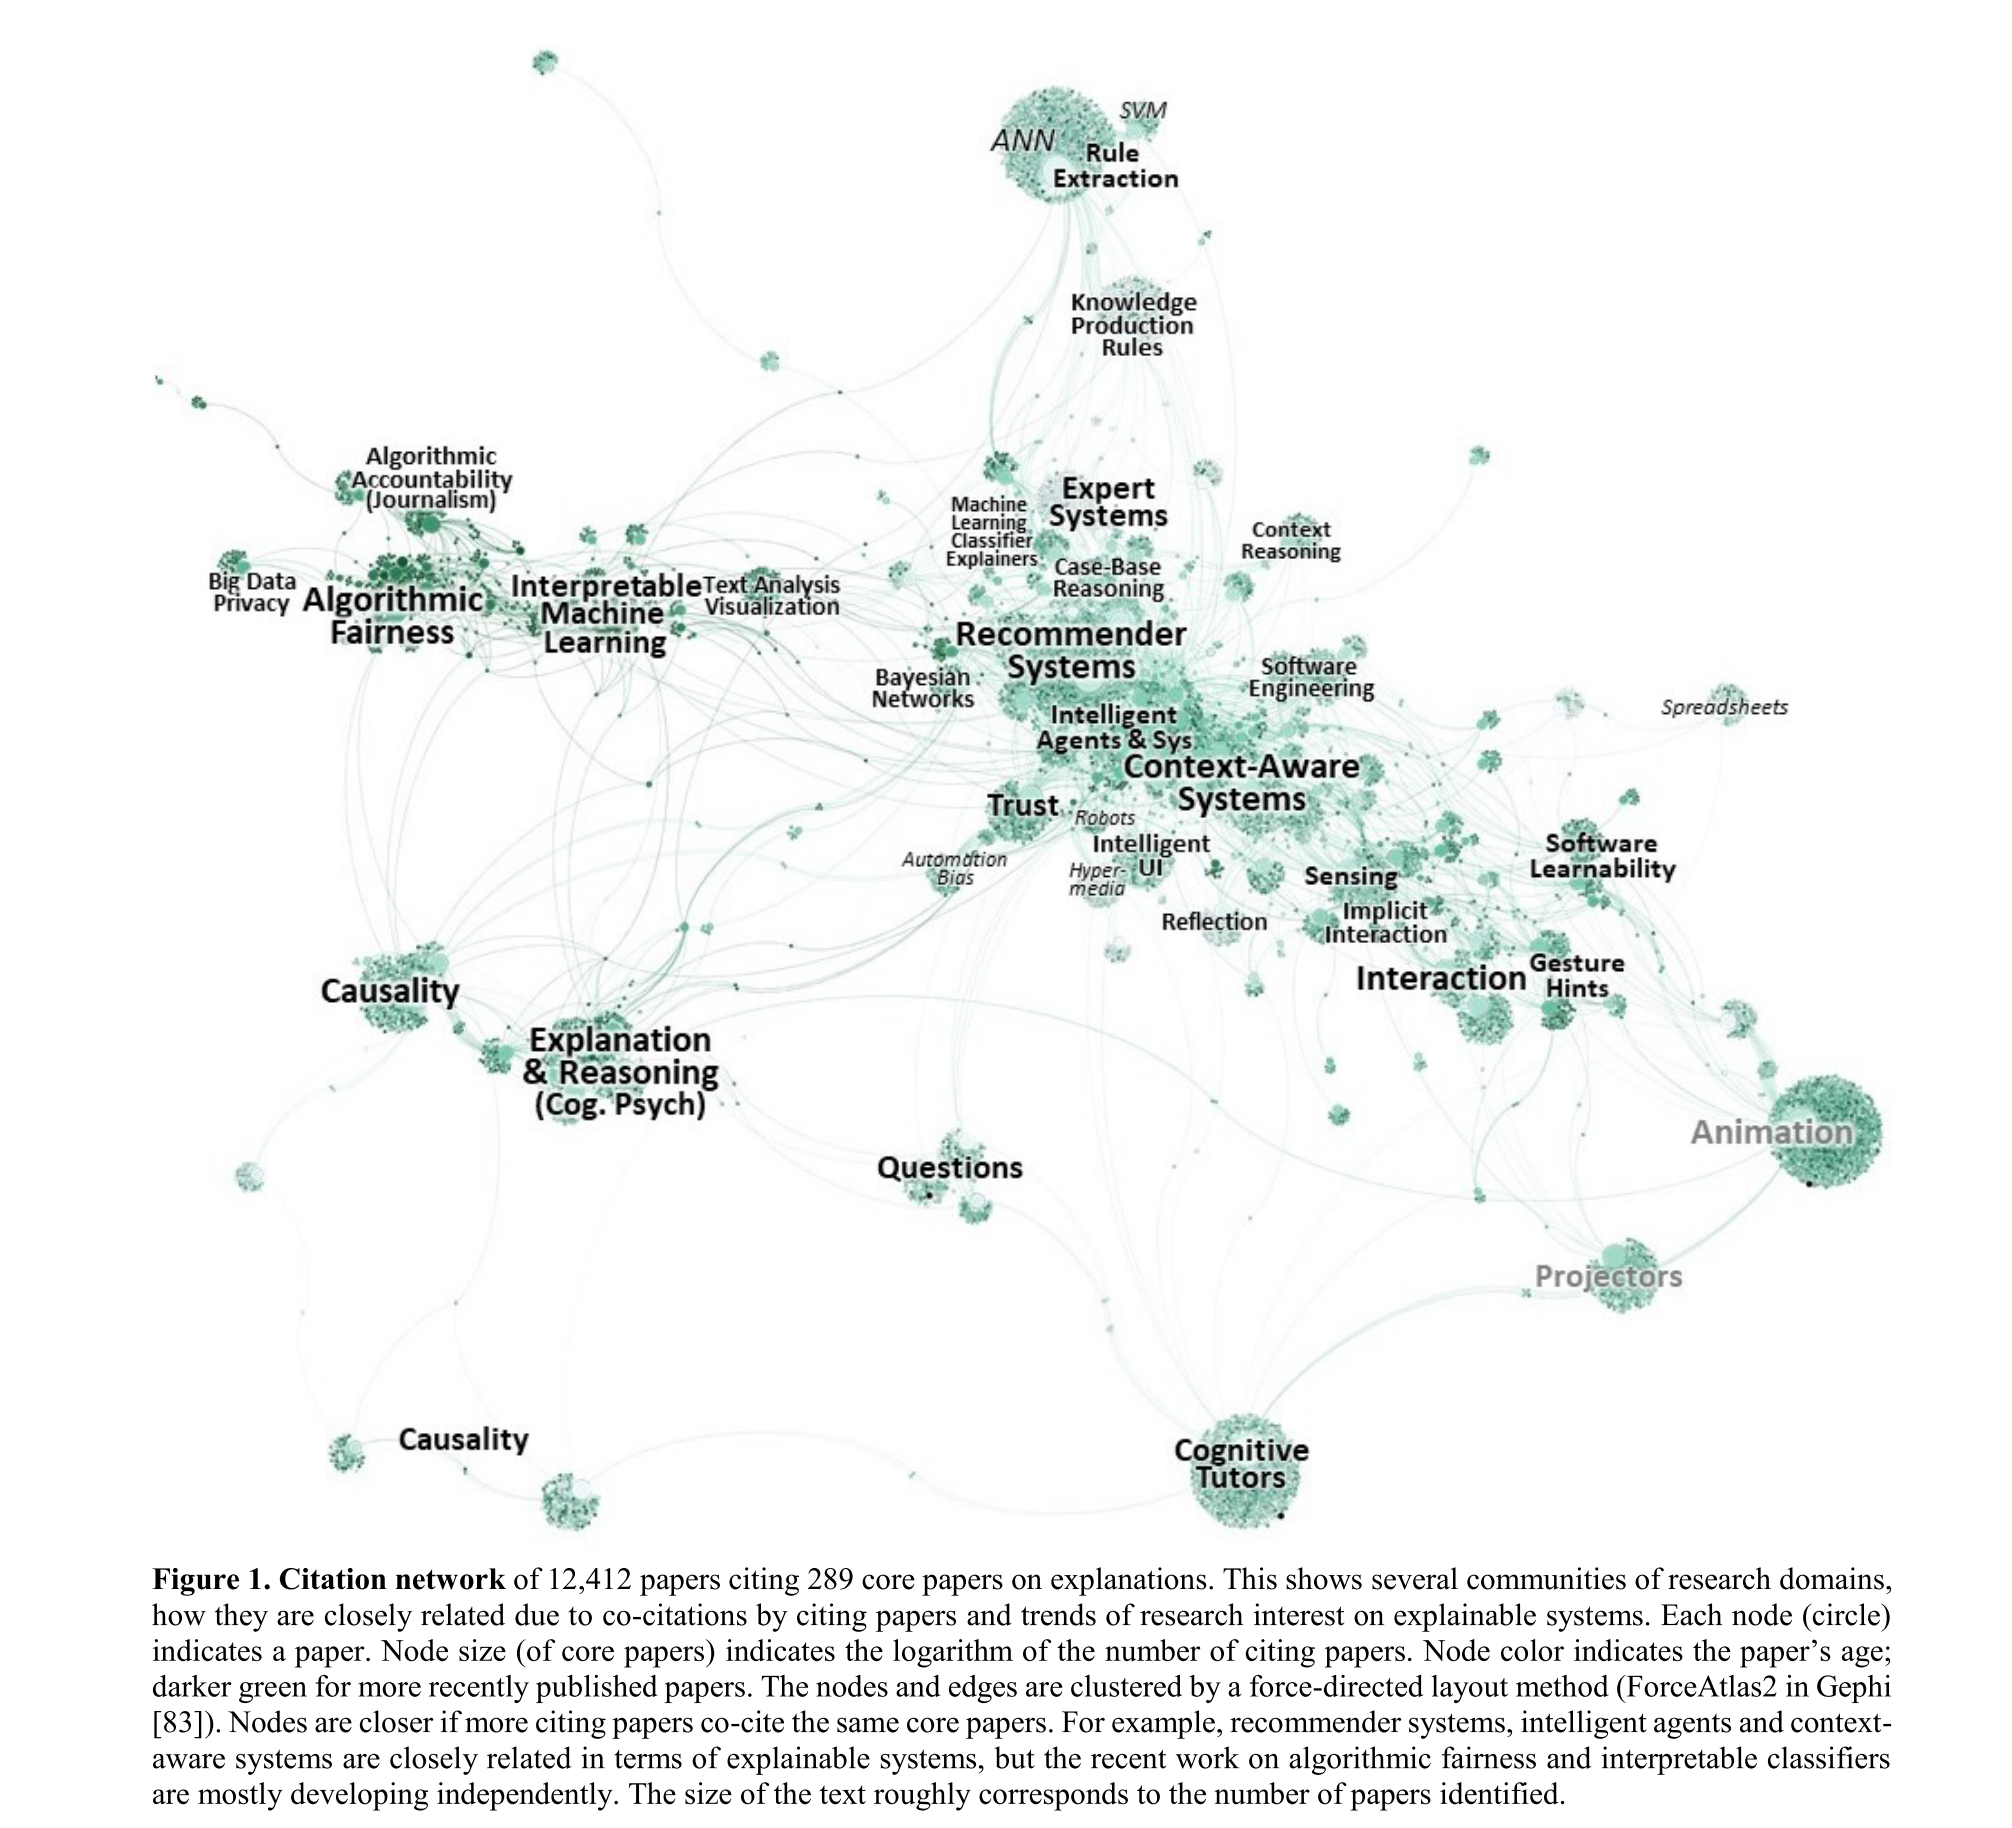 SVM
ANN
Rule
Extraction
Knowledge
Production
Rules
Algorithmic
Accountability
(Journalism)
Big Data
Privacy
Algorithmic
Fairness
Interpretable
Machine
Learning
Text Analysis
Visualization
Machine
Learning
Classifier
Explainers
Expert
Systems
Case-Base
Reasoning
Context
Reasoning
Recommender
Systems
Bayesian
Networks
Software
Engineering
Spreadsheets
Intelligent
Agents & Sys
Context-Aware
Systems
Trust
Robots
Automation
Bias
Intelligent
UI
Hyper-
media
Reflection
Sensing
Software
Learnability
Implicit
Interaction
Interaction
Gesture
Hints
Causality
Explanation
& Reasoning
(Cog. Psych)
Questions
Animation
Projectors
Causality
Cognitive
Tutors
Figure 1. Citation network of 12,412 papers citing 289 core papers on explanations. This shows several communities of research domains,
how they are closely related due to co-citations by citing papers and trends of research interest on explainable systems. Each node (circle)
indicates a paper. Node size (of core papers) indicates the logarithm of the number of citing papers. Node color indicates the paper’s age;
darker green for more recently published papers. The nodes and edges are clustered by a force-directed layout method (ForceAtlas2 in Gephi
[83]). Nodes are closer if more citing papers co-cite the same core papers. For example, recommender systems, intelligent agents and context-
aware systems are closely related in terms of explainable systems, but the recent work on algorithmic fairness and interpretable classifiers
are mostly developing independently. The size of the text roughly corresponds to the number of papers identified.